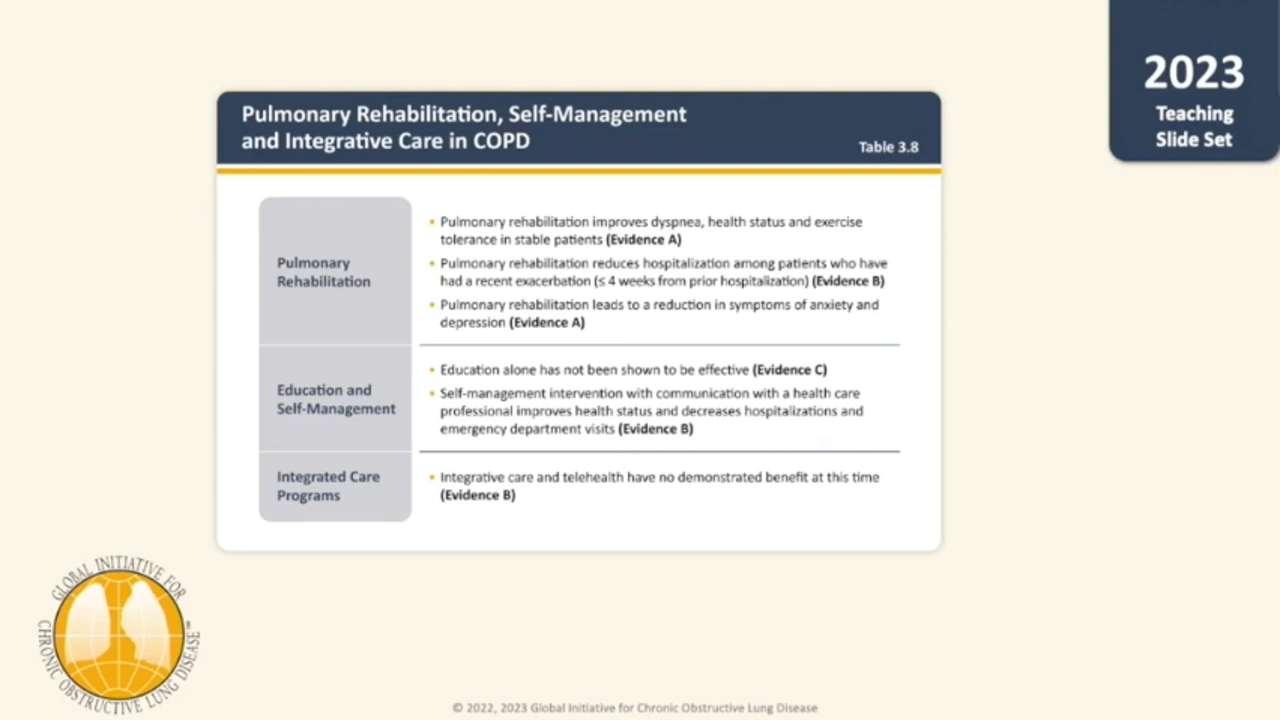 2023
Teaching
Slide Set
Pulmonary Rehabilitation, Self-Management
and Integrative Care in COPD
Table 3.8
Pulmonary
Rehabilitation
• Pulmonary rehabilitation improves dyspnea, health status and exercise
tolerance in stable patients (Evidence A)
• Pulmonary rehabilitation reduces hospitalization among patients who have
had a recent exacerbation (≤ 4 weeks from prior hospitalization) (Evidence B)
• Pulmonary rehabilitation leads to a reduction in symptoms of anxiety and
depression (Evidence A)
Education and
Self-Management
• Education alone has not been shown to be effective (Evidence C)
• Self-management intervention with communication with a health care
professional improves health status and decreases hospitalizations and
emergency department visits (Evidence B)
Integrated Care
Programs
• Integrative care and telehealth have no demonstrated benefit at this time
(Evidence B)
GLOBAL INITIATIVE FOR
CHRONIC OBSTRUCTIVE LUNG DISEASE™
© 2022, 2023 Global Initiative for Chronic Obstructive Lung Disease